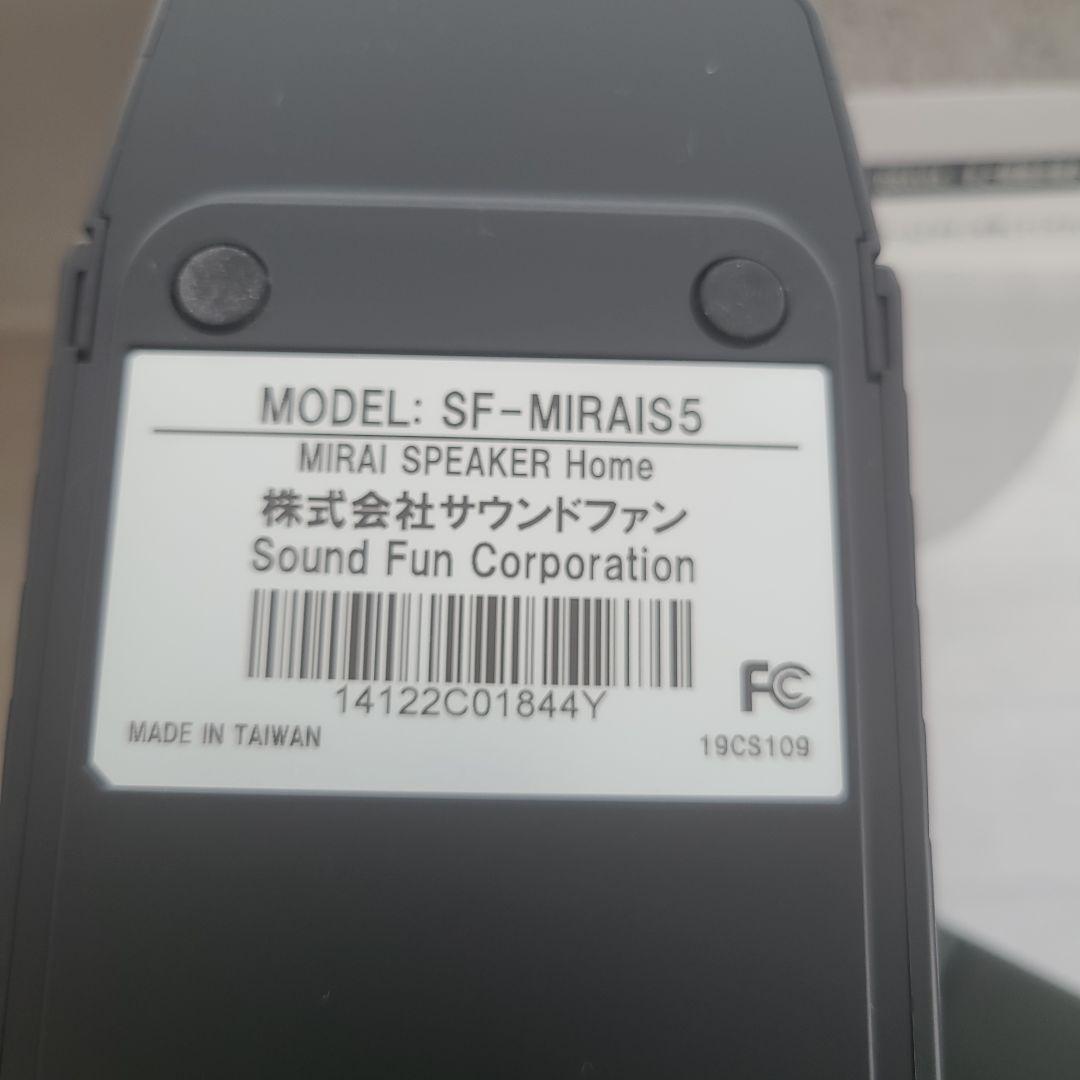 MODEL: SF-MIRAIS5
MIRAI SPEAKER Home
株式会社サウンドファン
Sound Fun Corporation
14122C01844Y
FC
MADE IN TAIWAN
19CS109